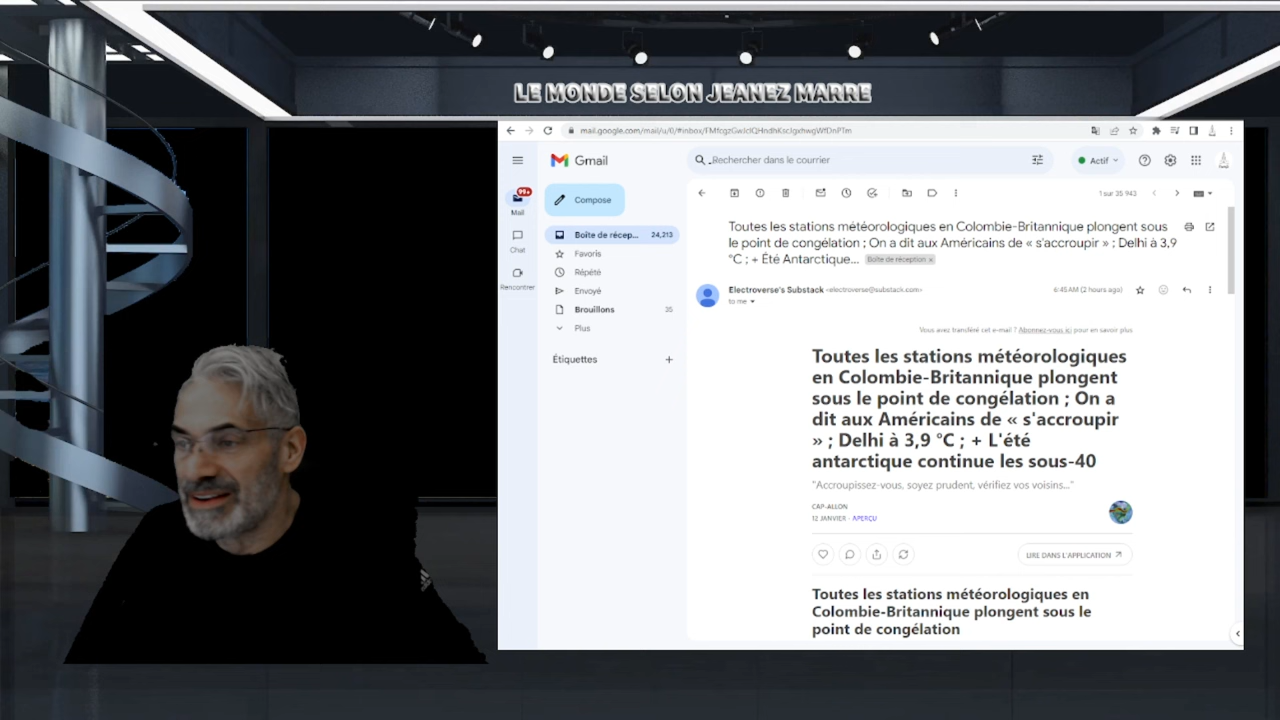 LE MONDE SELON JEANEZ MARRE
Gmail
Rechercher dans le courrier
Actif
99+
Mail
Chat
Rencontrer
Compose
Boîte de récep... 24,213
Favoris
Répété
Envoyé
Brouillons 35
Plus
Étiquettes
1 sur 35 943
Toutes les stations météorologiques en Colombie-Britannique plongent sous
le point de congélation ; On a dit aux Américains de « s'accroupir » ; Delhi à 3,9
°C ; + Été Antarctique... Boîte de réception ×
Electroverse's Substack <electroverse@substack.com>
6:45 AM (2 hours ago)
to me
Vous avez transféré cet e-mail ? Abonnez-vous ici pour en savoir plus
Toutes les stations météorologiques
en Colombie-Britannique plongent
sous le point de congélation ; On a
dit aux Américains de « s'accroupir
» ; Delhi à 3,9 °C ; + L'été
antarctique continue les sous-40
"Accroupissez-vous, soyez prudent, vérifiez vos voisins..."
CAP-ALLON
12 JANVIER · APERÇU
LIRE DANS L'APPLICATION
Toutes les stations météorologiques en
Colombie-Britannique plongent sous le
point de congélation